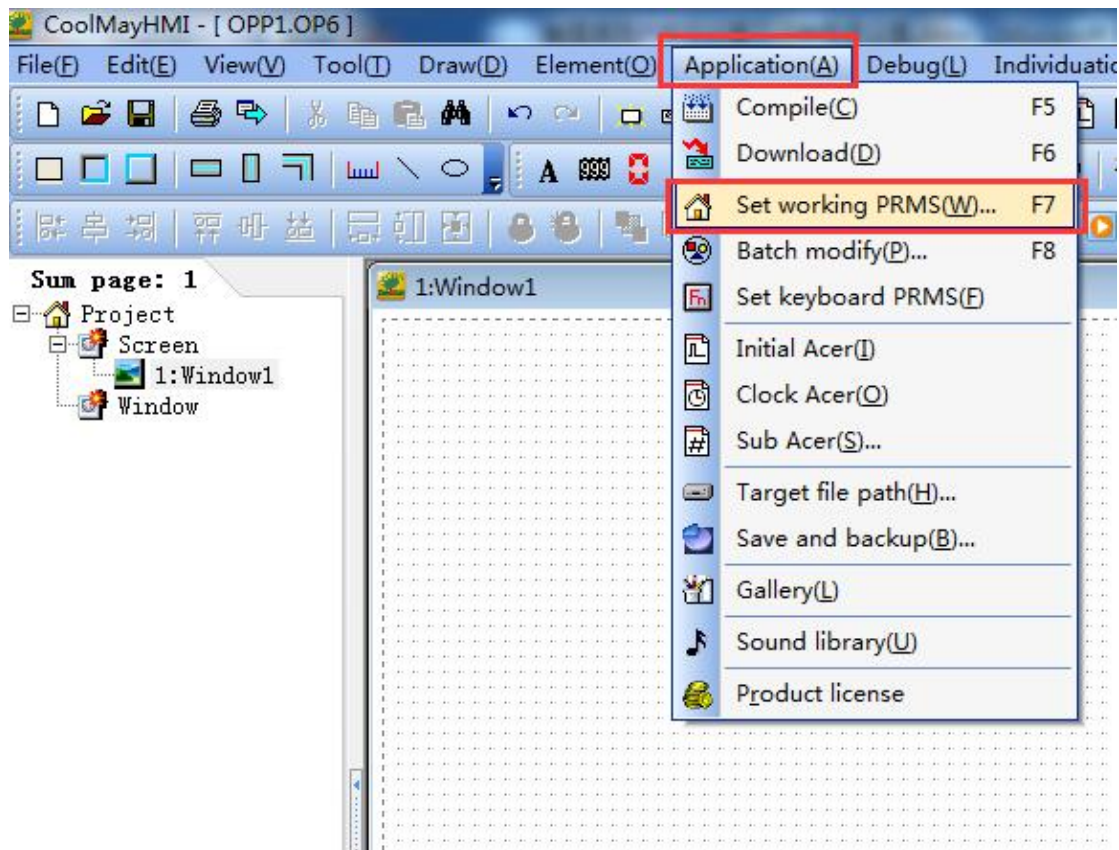 CoolMayHMI - [ OPP1.OP6 ]
File(F) Edit(E) View(V) Tool(T) Draw(D) Element(O) Application(A) Debug(L) Individuatio
Compile(C) F5
Download(D) F6
Set working PRMS(W)... F7
Batch modify(P)... F8
Set keyboard PRMS(F)
Initial Acer(I)
Clock Acer(O)
Sub Acer(S)...
Target file path(H)...
Save and backup(B)...
Gallery(L)
Sound library(U)
Product license
Sum page: 1
Project
Screen
1:Window1
Window
1:Window1